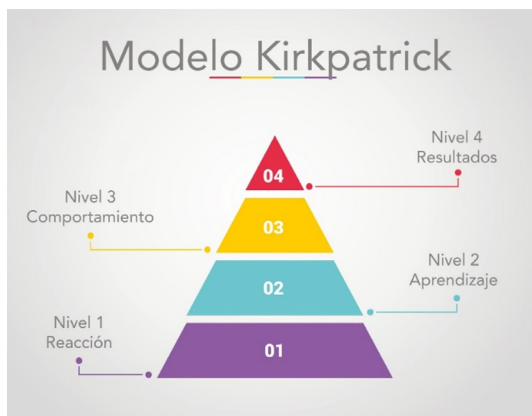 Modelo Kirkpatrick
Nivel 4
Resultados
04
Nivel 3
Comportamiento
03
Nivel 2
Aprendizaje
02
Nivel 1
Reacción
01